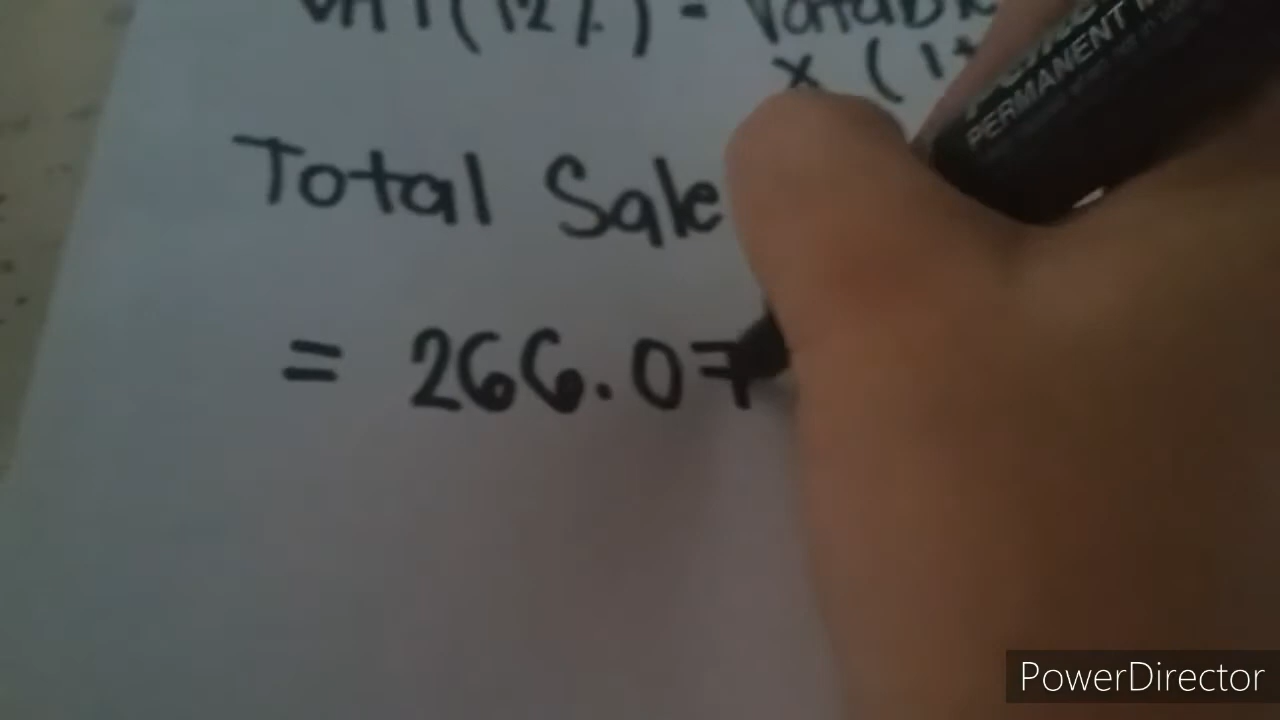 VAT (12%) = Vatable
x (1+
Total Sale
= 266.07
PERMANENT
PowerDirector